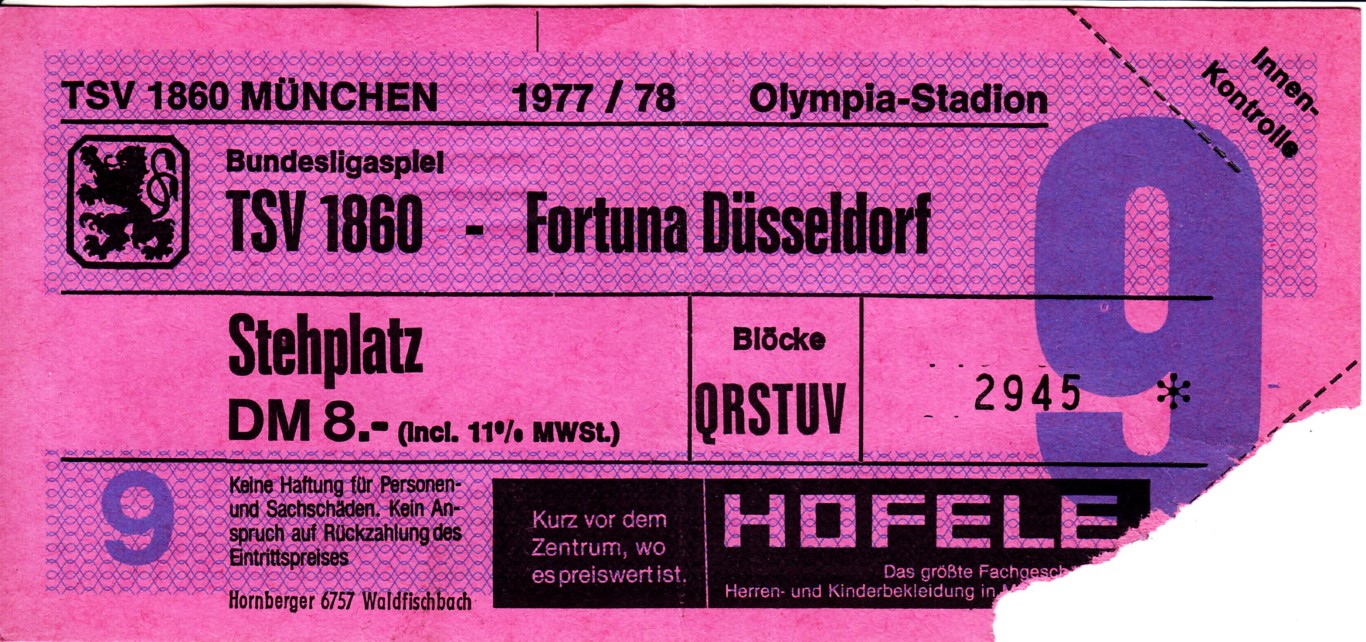 TSV 1860 MÜNCHEN 1977 / 78 Olympia-Stadion
Innen-
Kontrolle
Bundesligaspiel
TSV 1860 - Fortuna Düsseldorf
9
Stehplatz
DM 8.- (incl. 11% MWSt.)
Blöcke
QRSTUV
2945 *
9
Keine Haftung für Personen-
und Sachschäden. Kein An-
spruch auf Rückzahlung des
Eintrittspreises
Hornberger 6757 Waldfischbach
Kurz vor dem
Zentrum, wo
es preiswert ist.
HÖFELE
Das größte Fachgesch
Herren- und Kinderbekleidung in